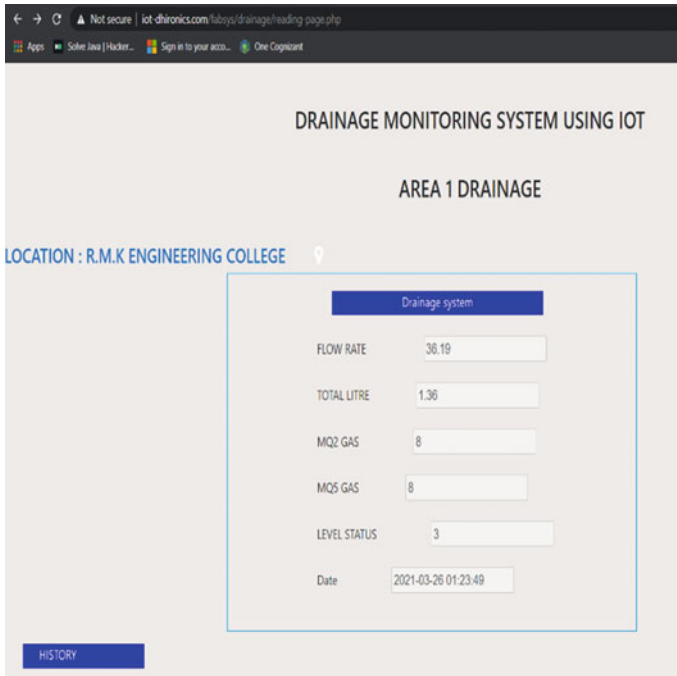 Not secure | iot-dhironics.com/fabsys/drainage/reading-page.php
Apps Solve Java | Hacker... Sign in to your acco... One Cognizant
DRAINAGE MONITORING SYSTEM USING IOT
AREA 1 DRAINAGE
LOCATION : R.M.K ENGINEERING COLLEGE
Drainage system
FLOW RATE 36.19
TOTAL LITRE 1.36
MQ2 GAS 8
MQ5 GAS 8
LEVEL STATUS 3
Date 2021-03-26 01:23:49
HISTORY